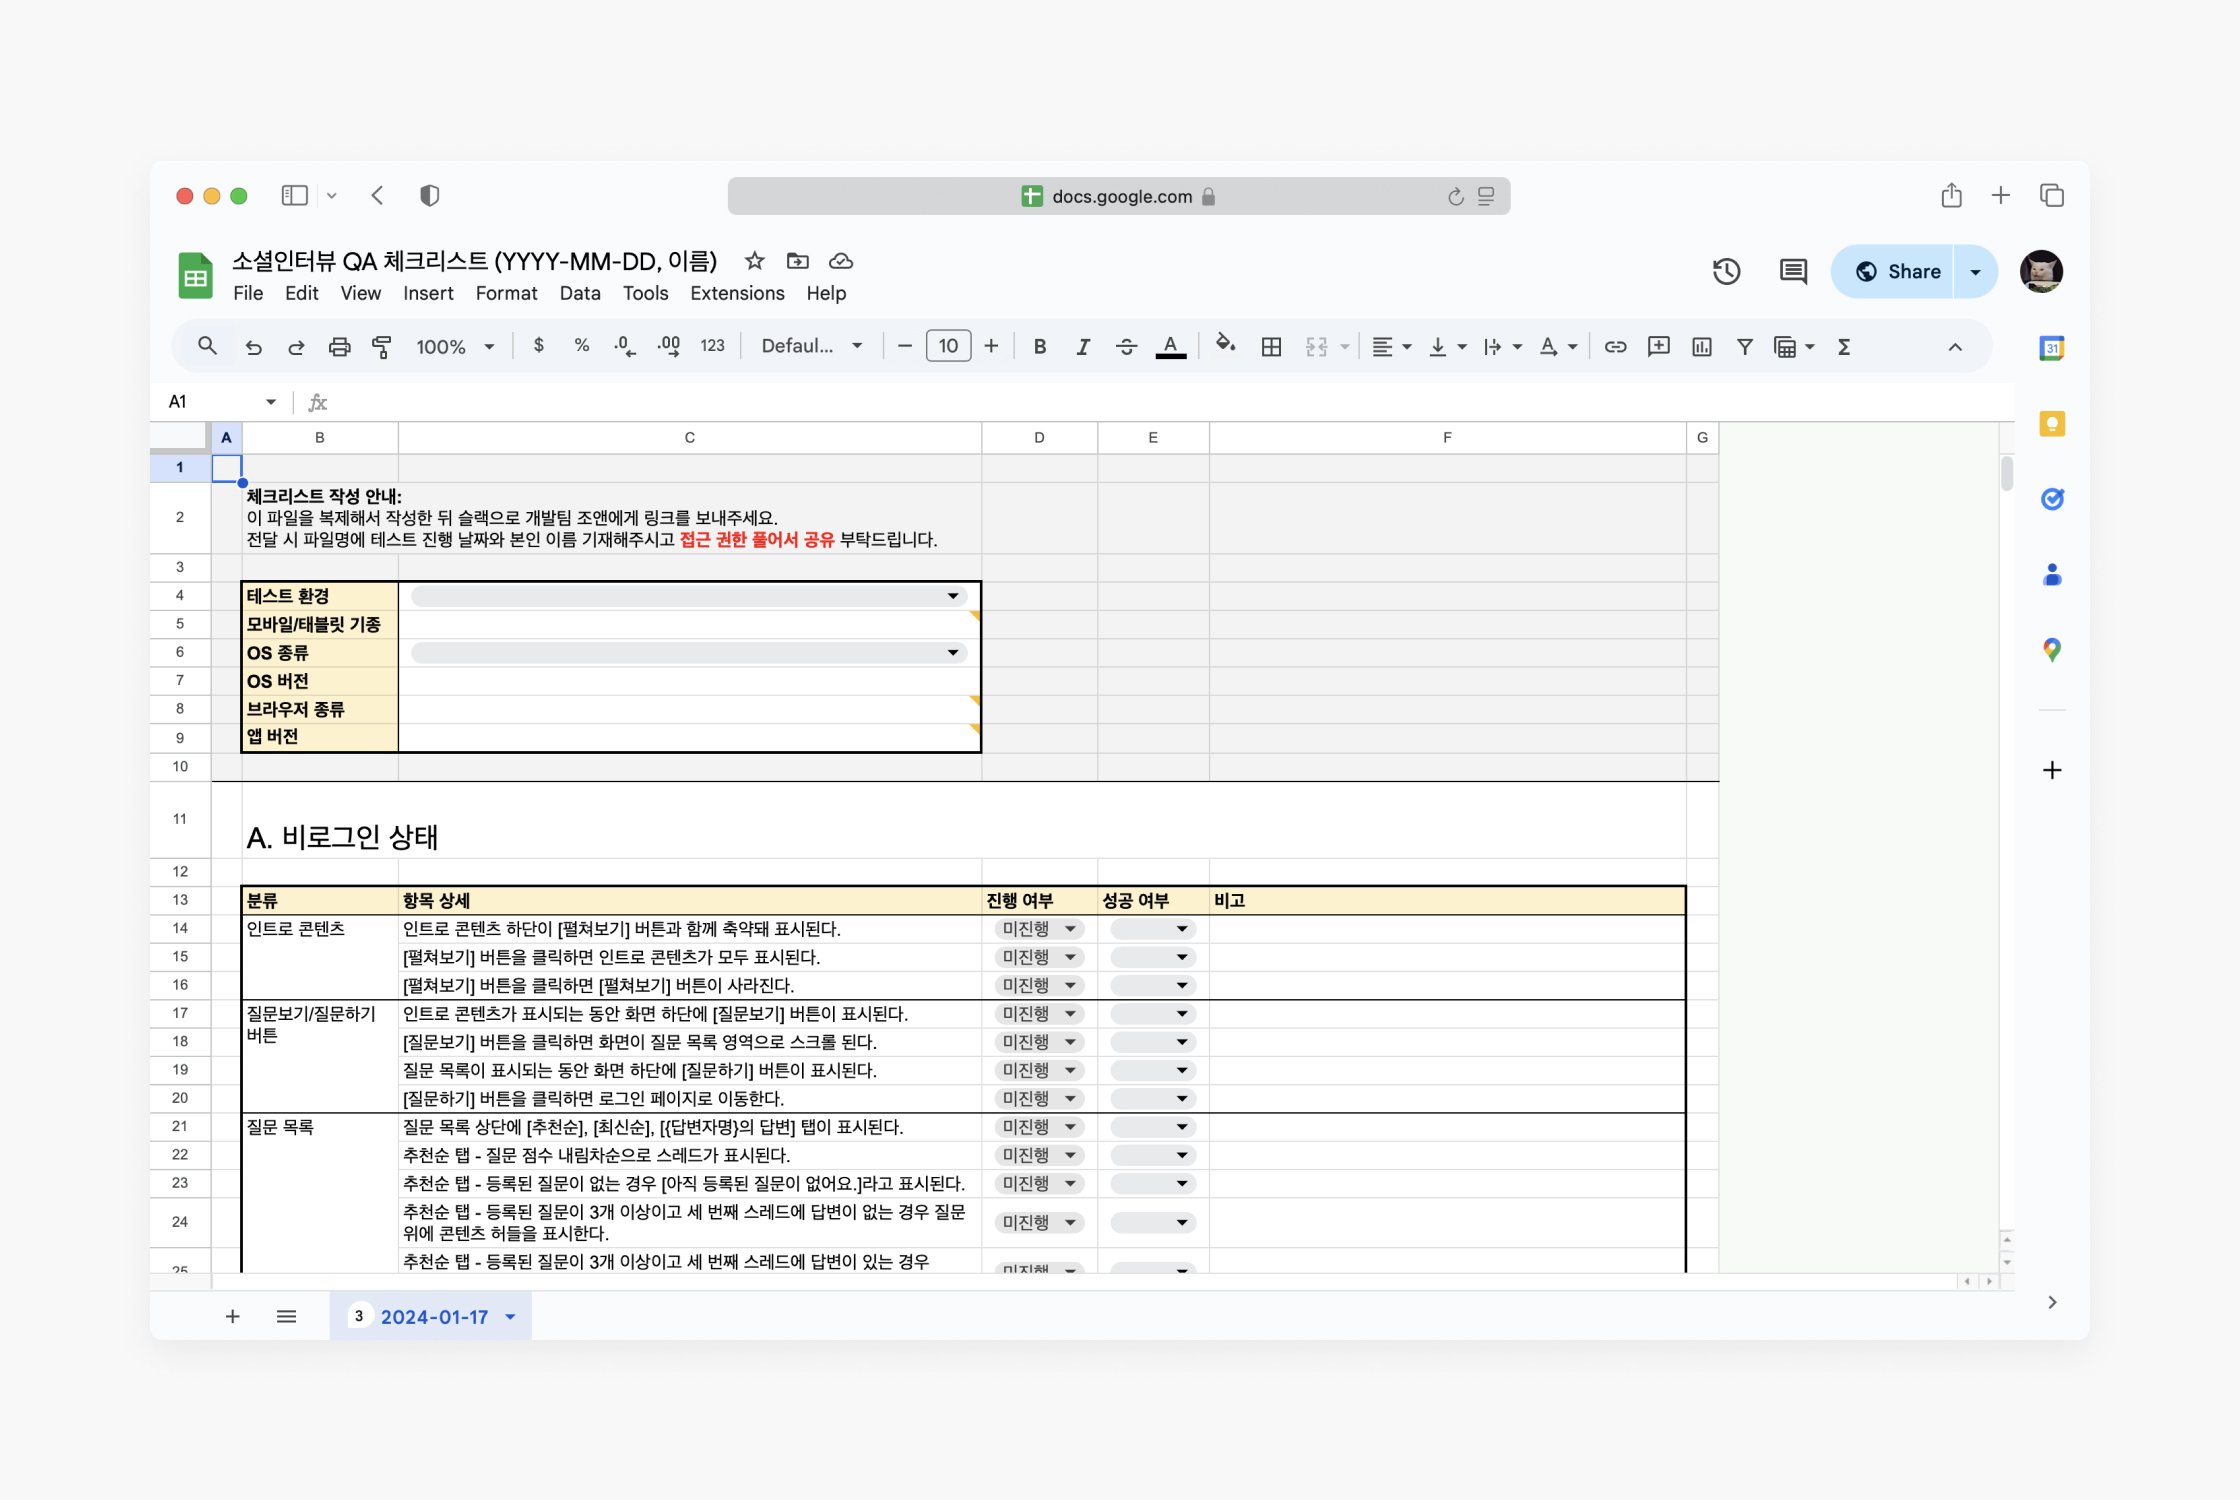 docs.google.com
소셜인터뷰 QA 체크리스트 (YYYY-MM-DD, 이름)
File Edit View Insert Format Data Tools Extensions Help
Share
100% $ % .0 .00 123 Defaul... 10 B I A A Σ
31
A1 fx
A B C D E F G
1
2 체크리스트 작성 안내:
이 파일을 복제해서 작성한 뒤 슬랙으로 개발팀 조앤에게 링크를 보내주세요.
전달 시 파일명에 테스트 진행 날짜와 본인 이름 기재해주시고 접근 권한 풀어서 공유 부탁드립니다.
3
4 테스트 환경
5 모바일/태블릿 기종
6 OS 종류
7 OS 버전
8 브라우저 종류
9 앱 버전
10
11 A. 비로그인 상태
12
13 분류 항목 상세 진행 여부 성공 여부 비고
14 인트로 콘텐츠 인트로 콘텐츠 하단이 [펼쳐보기] 버튼과 함께 축약돼 표시된다. 미진행
15 [펼쳐보기] 버튼을 클릭하면 인트로 콘텐츠가 모두 표시된다. 미진행
16 [펼쳐보기] 버튼을 클릭하면 [펼쳐보기] 버튼이 사라진다. 미진행
17 질문보기/질문하기 인트로 콘텐츠가 표시되는 동안 화면 하단에 [질문보기] 버튼이 표시된다. 미진행
버튼
18 [질문보기] 버튼을 클릭하면 화면이 질문 목록 영역으로 스크롤 된다. 미진행
19 질문 목록이 표시되는 동안 화면 하단에 [질문하기] 버튼이 표시된다. 미진행
20 [질문하기] 버튼을 클릭하면 로그인 페이지로 이동한다. 미진행
21 질문 목록 질문 목록 상단에 [추천순], [최신순], [{답변자명}의 답변] 탭이 표시된다. 미진행
22 추천순 탭 - 질문 점수 내림차순으로 스레드가 표시된다. 미진행
23 추천순 탭 - 등록된 질문이 없는 경우 [아직 등록된 질문이 없어요.]라고 표시된다. 미진행
24 추천순 탭 - 등록된 질문이 3개 이상이고 세 번째 스레드에 답변이 없는 경우 질문 미진행
위에 콘텐츠 허들을 표시한다.
25 추천순 탭 - 등록된 질문이 3개 이상이고 세 번째 스레드에 답변이 있는 경우 미진행
3 2024-01-17